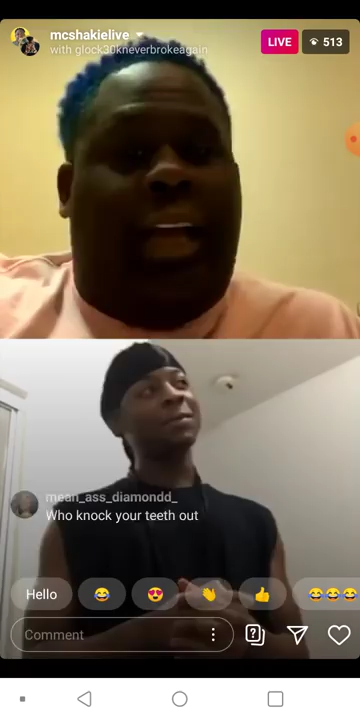 mcshakielive
LIVE
513
with glock30kneverbrokeagain
mean_ass_diamondd_
Who knock your teeth out
Hello
Comment